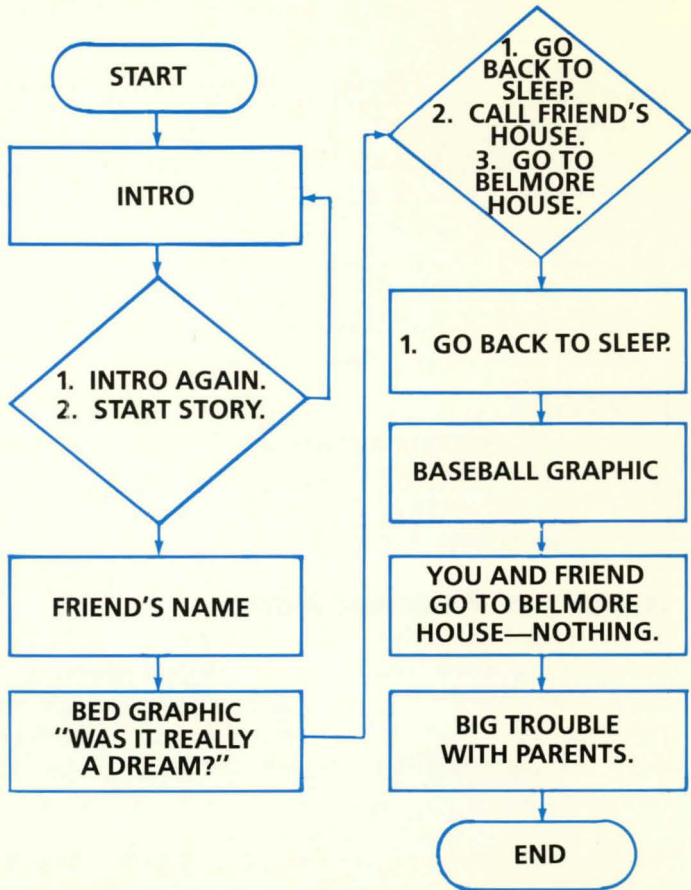 START
INTRO
1. INTRO AGAIN.
2. START STORY.
FRIEND'S NAME
BED GRAPHIC
"WAS IT REALLY
A DREAM?"
1. GO
BACK TO
SLEEP.
2. CALL FRIEND'S
HOUSE.
3. GO TO
BELMORE
HOUSE.
1. GO BACK TO SLEEP.
BASEBALL GRAPHIC
YOU AND FRIEND
GO TO BELMORE
HOUSE—NOTHING.
BIG TROUBLE
WITH PARENTS.
END